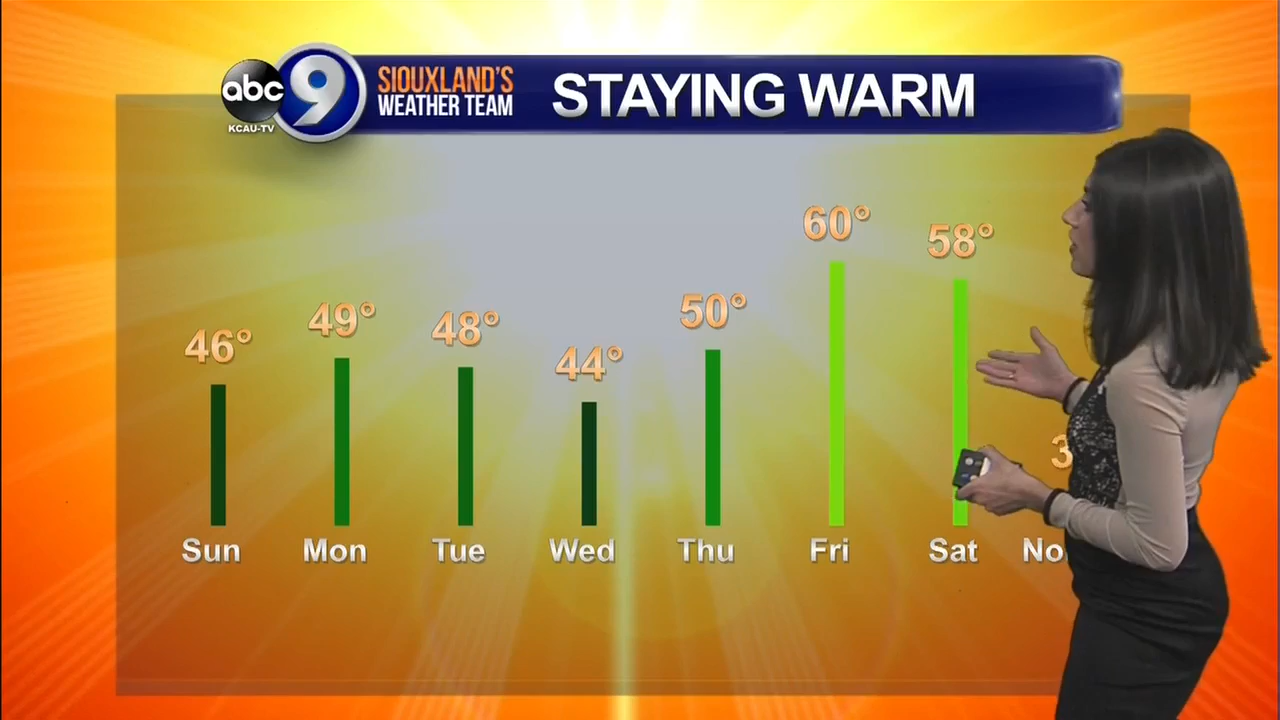 abc
9
KCAU-TV
SIOUXLAND'S
WEATHER TEAM
STAYING WARM
46°
49°
48°
44°
50°
60°
58°
Sun
Mon
Tue
Wed
Thu
Fri
Sat